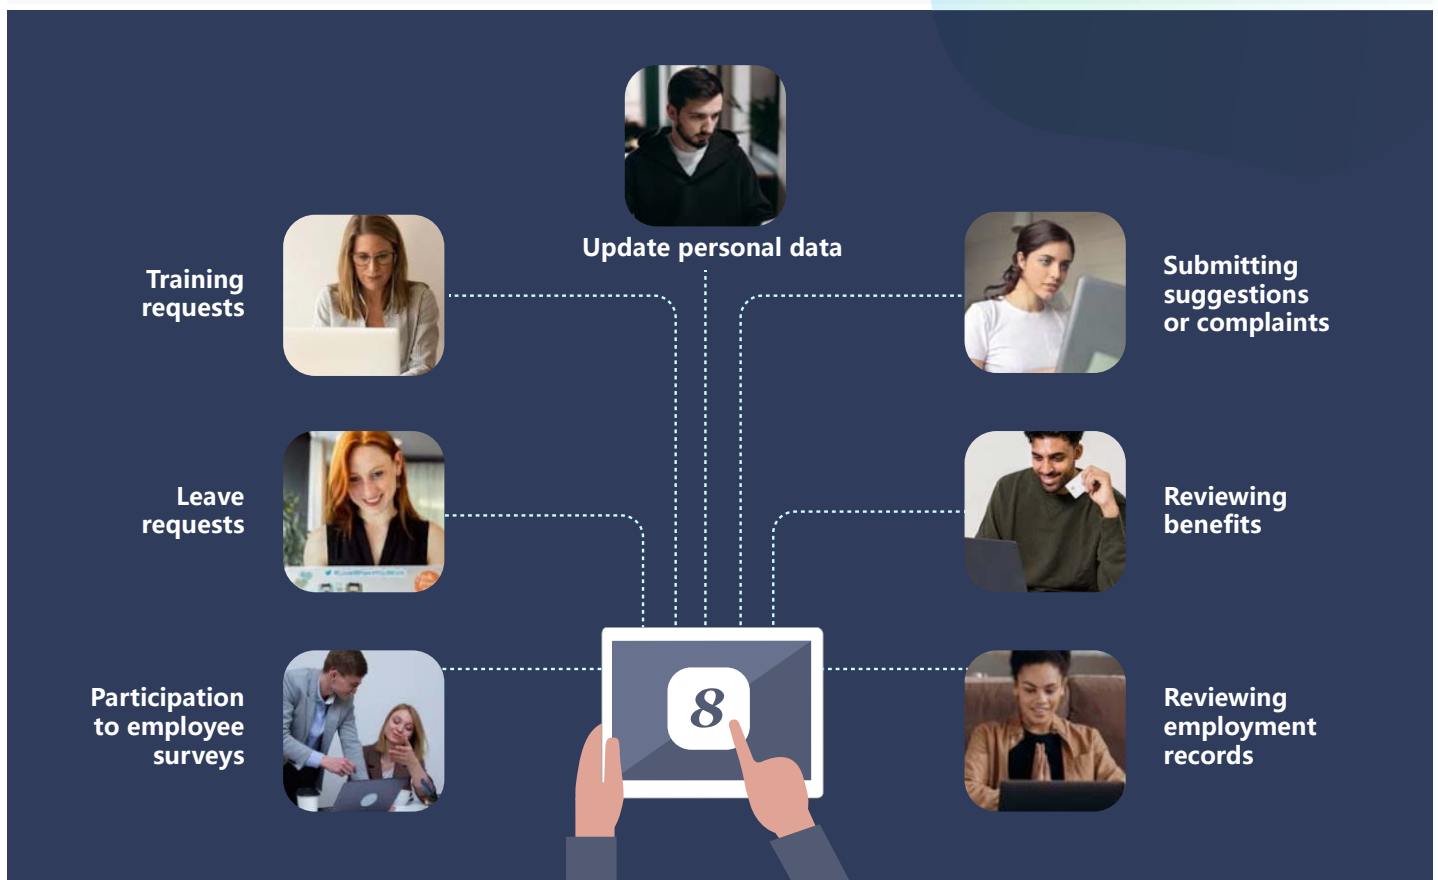 Update personal data
Training
requests
Submitting
suggestions
or complaints
Leave
requests
Reviewing
benefits
Participation
to employee
surveys
8
Reviewing
employment
records